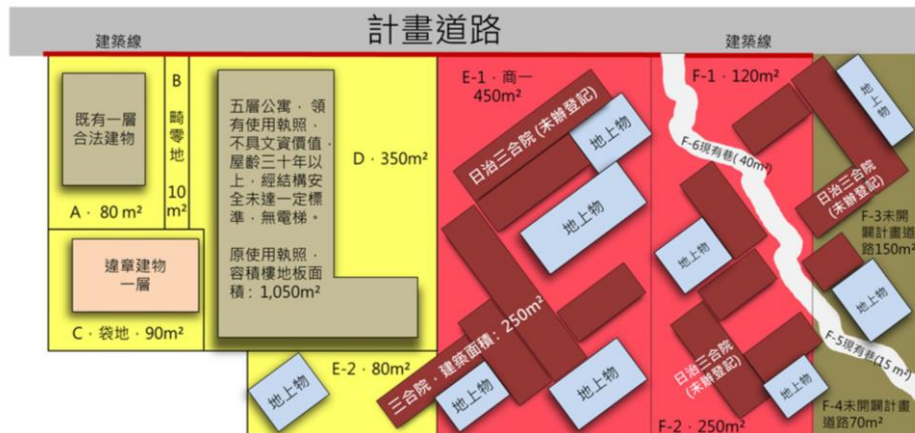 計畫道路
建築線
建築線
既有一層
合法建物
A．80 m²
B
畸
零
地
10
m²
違章建物
一層
C．袋地．90m²
五層公寓，領
有使用執照，
不具文資價值，
屋齡三十年以
上，經結構安
全未達一定標
準，無電梯。
原使用執照，
容積樓地板面
積：1,050m²
D．350m²
E-1．商一
450m²
日治三合院 (未辦登記)
地上物
地上物
三合院．建築面積：250m²
地上物
地上物
E-2．80m²
地上物
F-1．120m²
F-6現有巷( 40m²)
地上物
日治三合院
(未辦登記)
F-3未開
闢計畫道
路150m²
地上物
地上物
日治三合院
(未辦登記)
地上物
F-2．250m²
F-5現有巷(15 m²)
F-4未開闢計畫
道路70m²